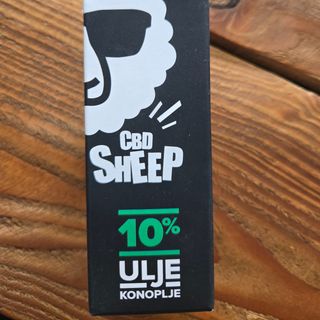 CBD
SHEEP
10%
ULJE
KONOPLJE